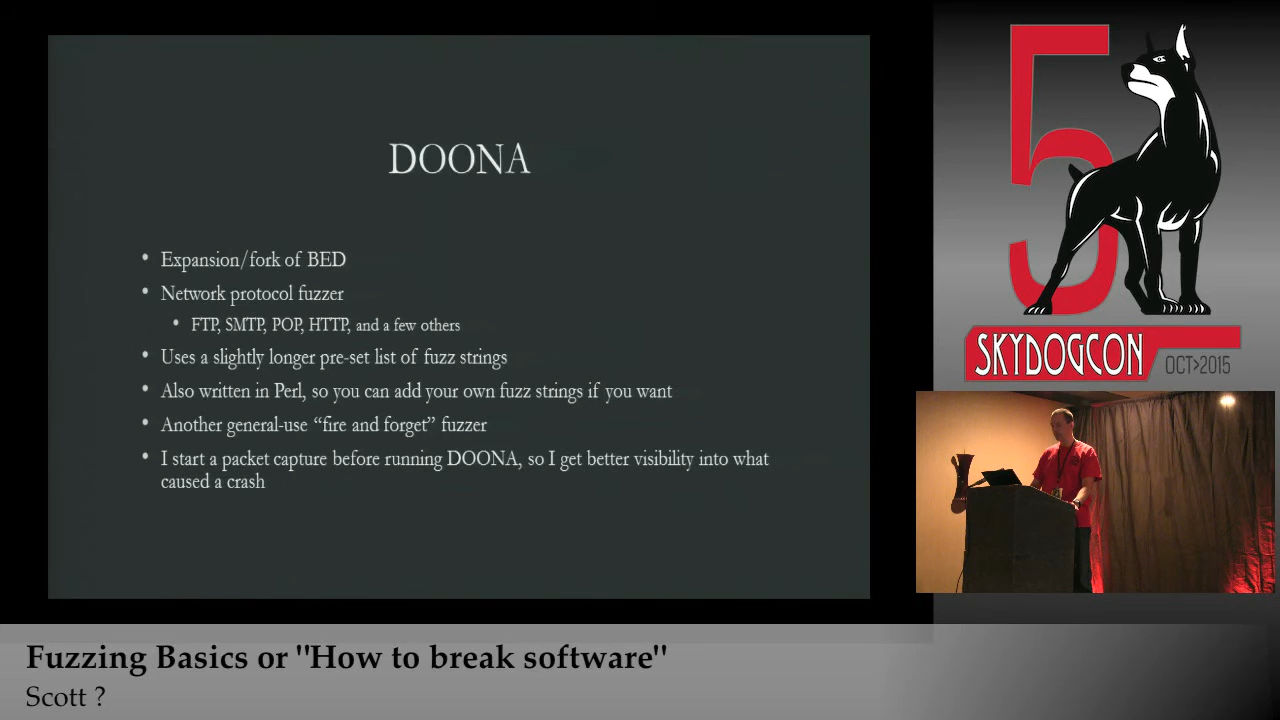 DOONA
• Expansion/fork of BED
• Network protocol fuzzer
• FTP, SMTP, POP, HTTP, and a few others
• Uses a slightly longer pre-set list of fuzz strings
• Also written in Perl, so you can add your own fuzz strings if you want
• Another general-use “fire and forget” fuzzer
• I start a packet capture before running DOONA, so I get better visibility into what
caused a crash
5
SKYDOGCON
OCT>2015
Fuzzing Basics or "How to break software"
Scott ?